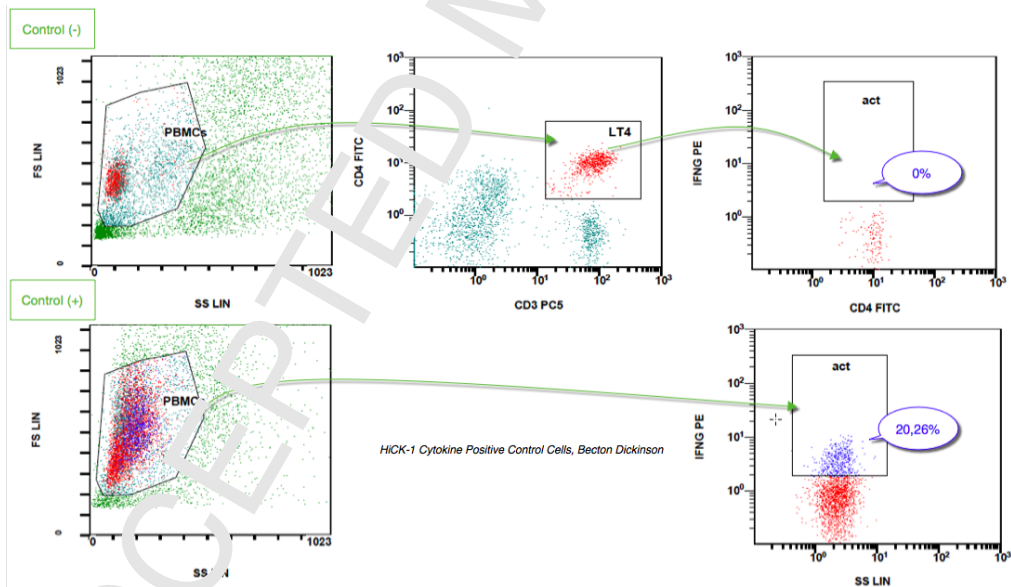 Control (-)
10³
10³
1023
10²
10²
PBMCs
LT4
act
FS LIN
CD4 FITC
IFNG PE
10¹
10¹
0%
10⁰
10⁰
0
0
1023
10⁰
10¹
10²
10³
10⁰
10¹
10²
10³
SS LIN
CD3 PC5
CD4 FITC
Control (+)
10³
1023
act
10²
PBMC
FS LIN
IFNG PE
HiCK-1 Cytokine Positive Control Cells, Becton Dickinson
10¹
20,26%
10⁰
0
0
1023
10⁰
10¹
10²
10³
SS LIN
SS LIN